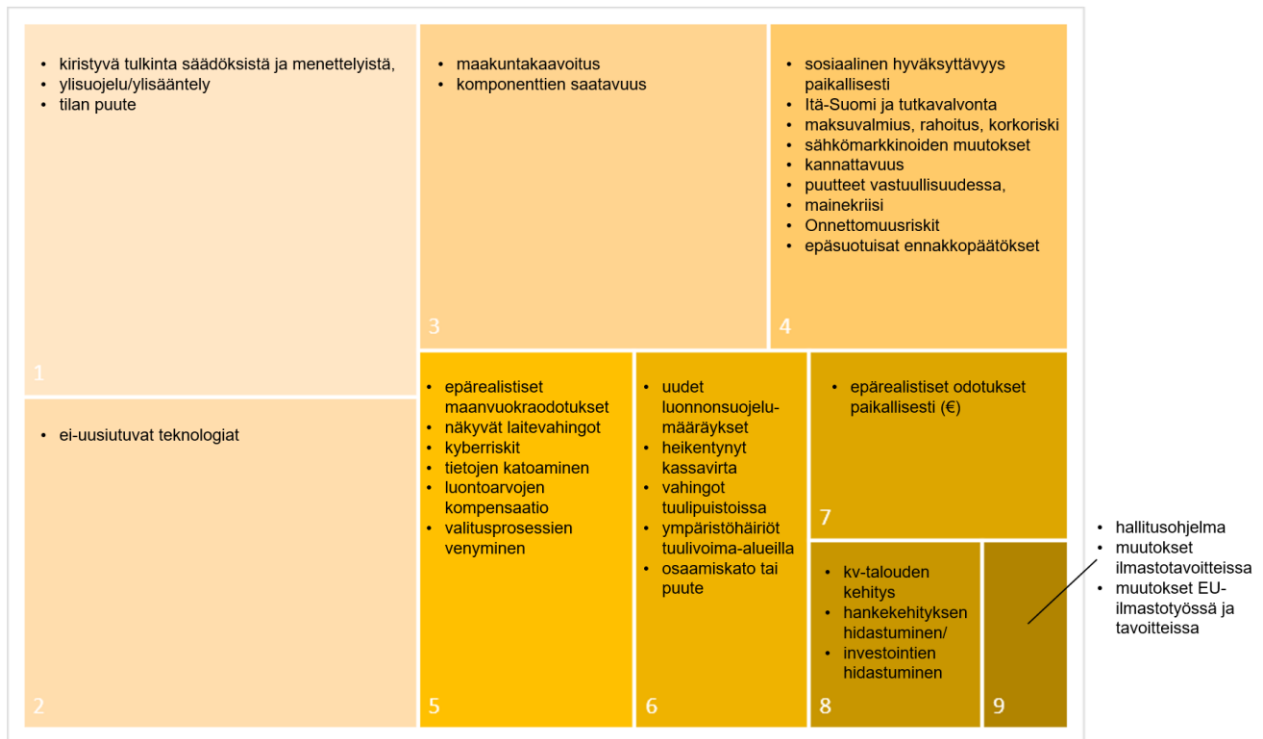 • kiristyvä tulkinta säädöksistä ja menettelyistä,
• ylisuojelu/ylisääntely
• tilan puute
1
• ei-uusiutuvat teknologiat
2
• maakuntakaavoitus
• komponenttien saatavuus
3
• sosiaalinen hyväksyttävyys
paikallisesti
• Itä-Suomi ja tutkavalvonta
• maksuvalmius, rahoitus, korkoriski
• sähkömarkkinoiden muutokset
• kannattavuus
• puutteet vastuullisuudessa,
• mainekriisi
• Onnettomuusriskit
• epäsuotuisat ennakkopäätökset
4
• epärealistiset
maanvuokraodotukset
• näkyvät laitevahingot
• kyberriskit
• tietojen katoaminen
• luontoarvojen
kompensaatio
• valitusprosessien
venyminen
5
• uudet
luonnonsuojelu-
määräykset
• heikentynyt
kassavirta
• vahingot
tuulipuistoissa
• ympäristöhäiriöt
tuulivoima-alueilla
• osaamiskato tai
puute
6
• epärealistiset odotukset
paikallisesti (€)
7
• kv-talouden
kehitys
• hankekehityksen
hidastuminen/
• investointien
hidastuminen
8
9
• hallitusohjelma
• muutokset
ilmastotavoitteissa
• muutokset EU-
ilmastotyössä ja
tavoitteissa